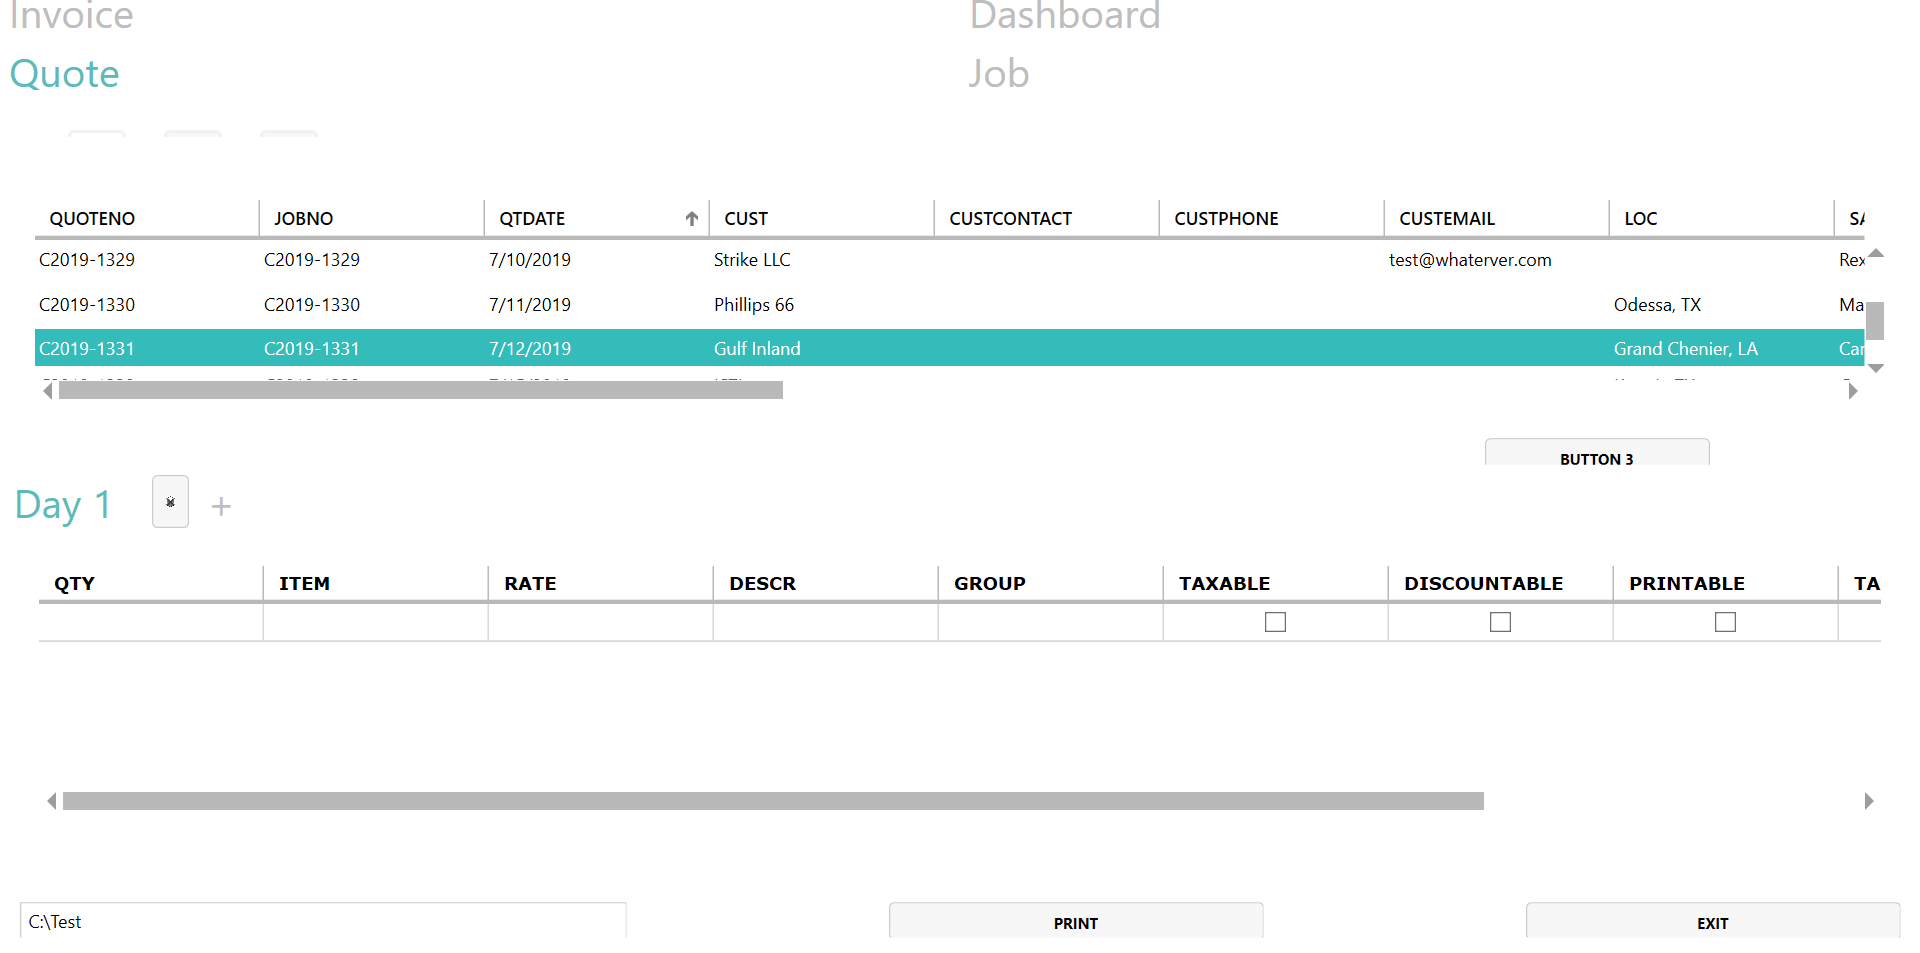 Invoice Dashboard
Quote Job
QUOTENO JOBNO QTDATE CUST CUSTCONTACT CUSTPHONE CUSTEMAIL LOC SA
C2019-1329 C2019-1329 7/10/2019 Strike LLC test@whaterver.com Rex
C2019-1330 C2019-1330 7/11/2019 Phillips 66 Odessa, TX Ma
C2019-1331 C2019-1331 7/12/2019 Gulf Inland Grand Chenier, LA Car
BUTTON 3
Day 1 +
QTY ITEM RATE DESCR GROUP TAXABLE DISCOUNTABLE PRINTABLE TA
C:\Test PRINT EXIT